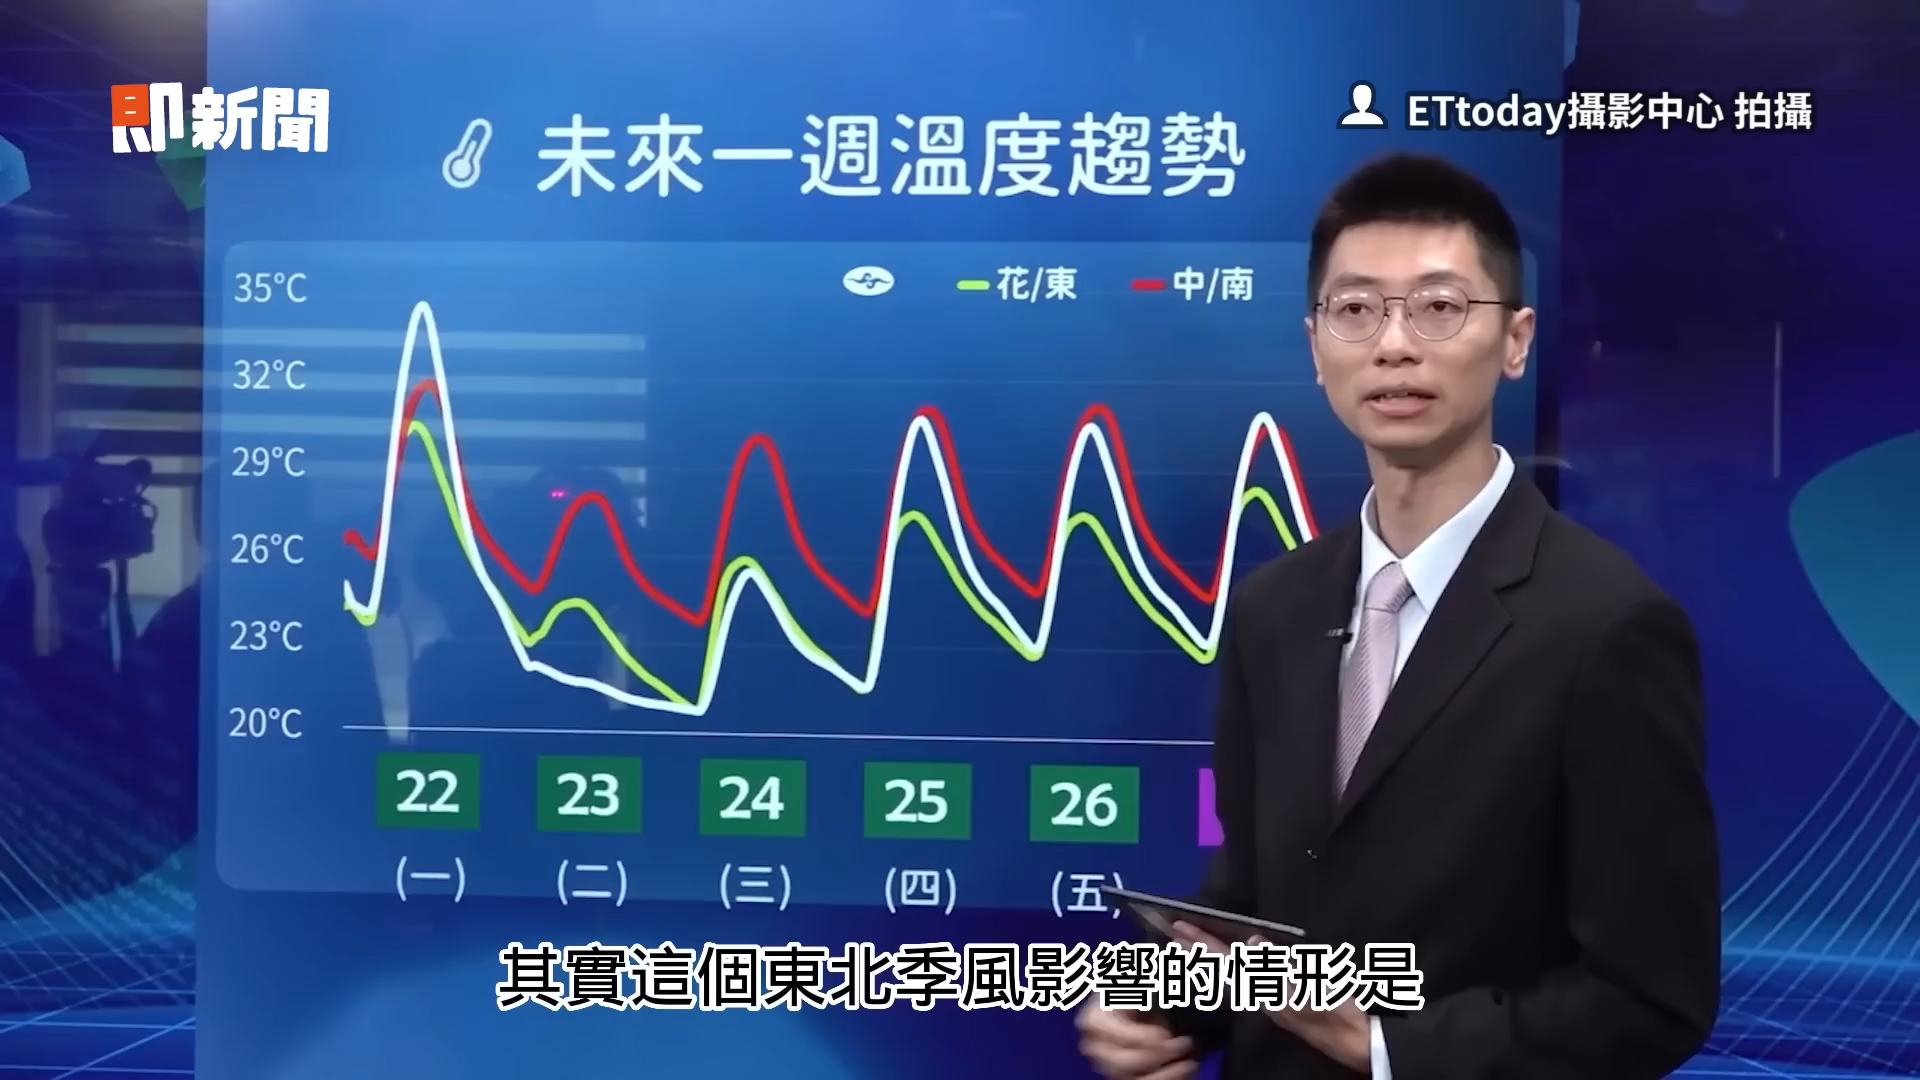 即新聞
ETtoday攝影中心 拍攝
未來一週溫度趨勢
花/東
中/南
35°C
32°C
29°C
26°C
23°C
20°C
22
23
24
25
26
(一)
(二)
(三)
(四)
(五)
其實這個東北季風影響的情形是